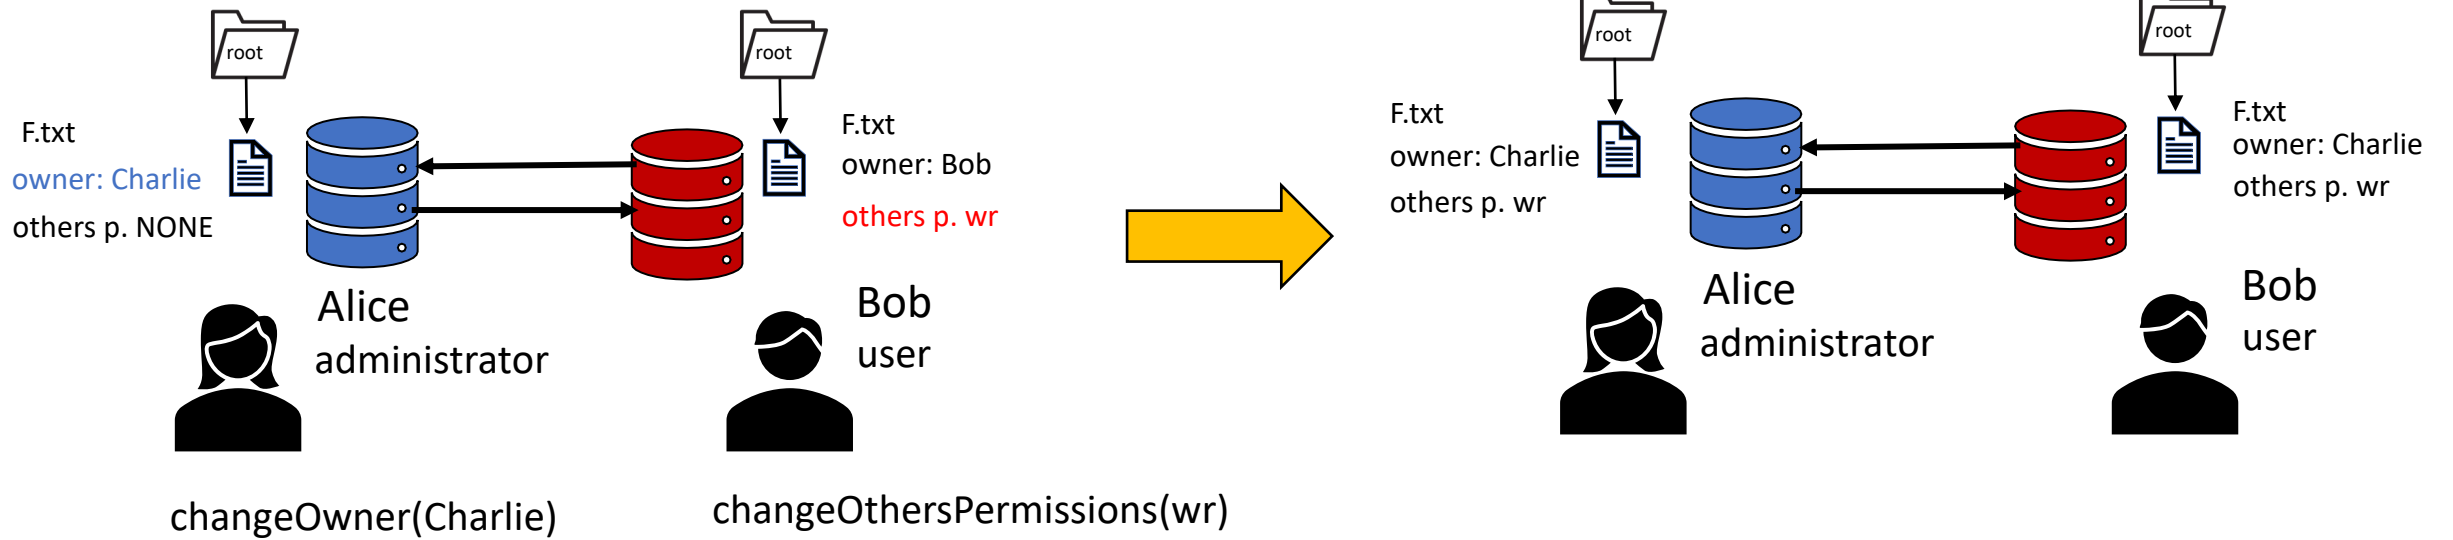 root
F.txt
owner: Charlie
others p. NONE
Alice
administrator
changeOwner(Charlie)
root
F.txt
owner: Bob
others p. wr
Bob
user
changeOthersPermissions(wr)
root
F.txt
owner: Charlie
others p. wr
Alice
administrator
root
F.txt
owner: Charlie
others p. wr
Bob
user